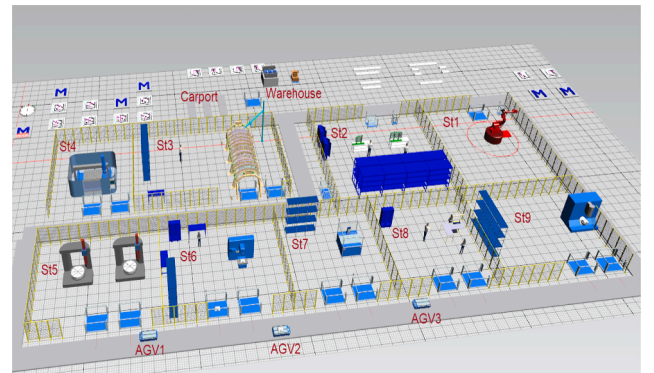 M
M
M
M
M
M
Carport
Warehouse
St4
St3
St2
St1
St5
St6
St7
St8
St9
AGV1
AGV2
AGV3